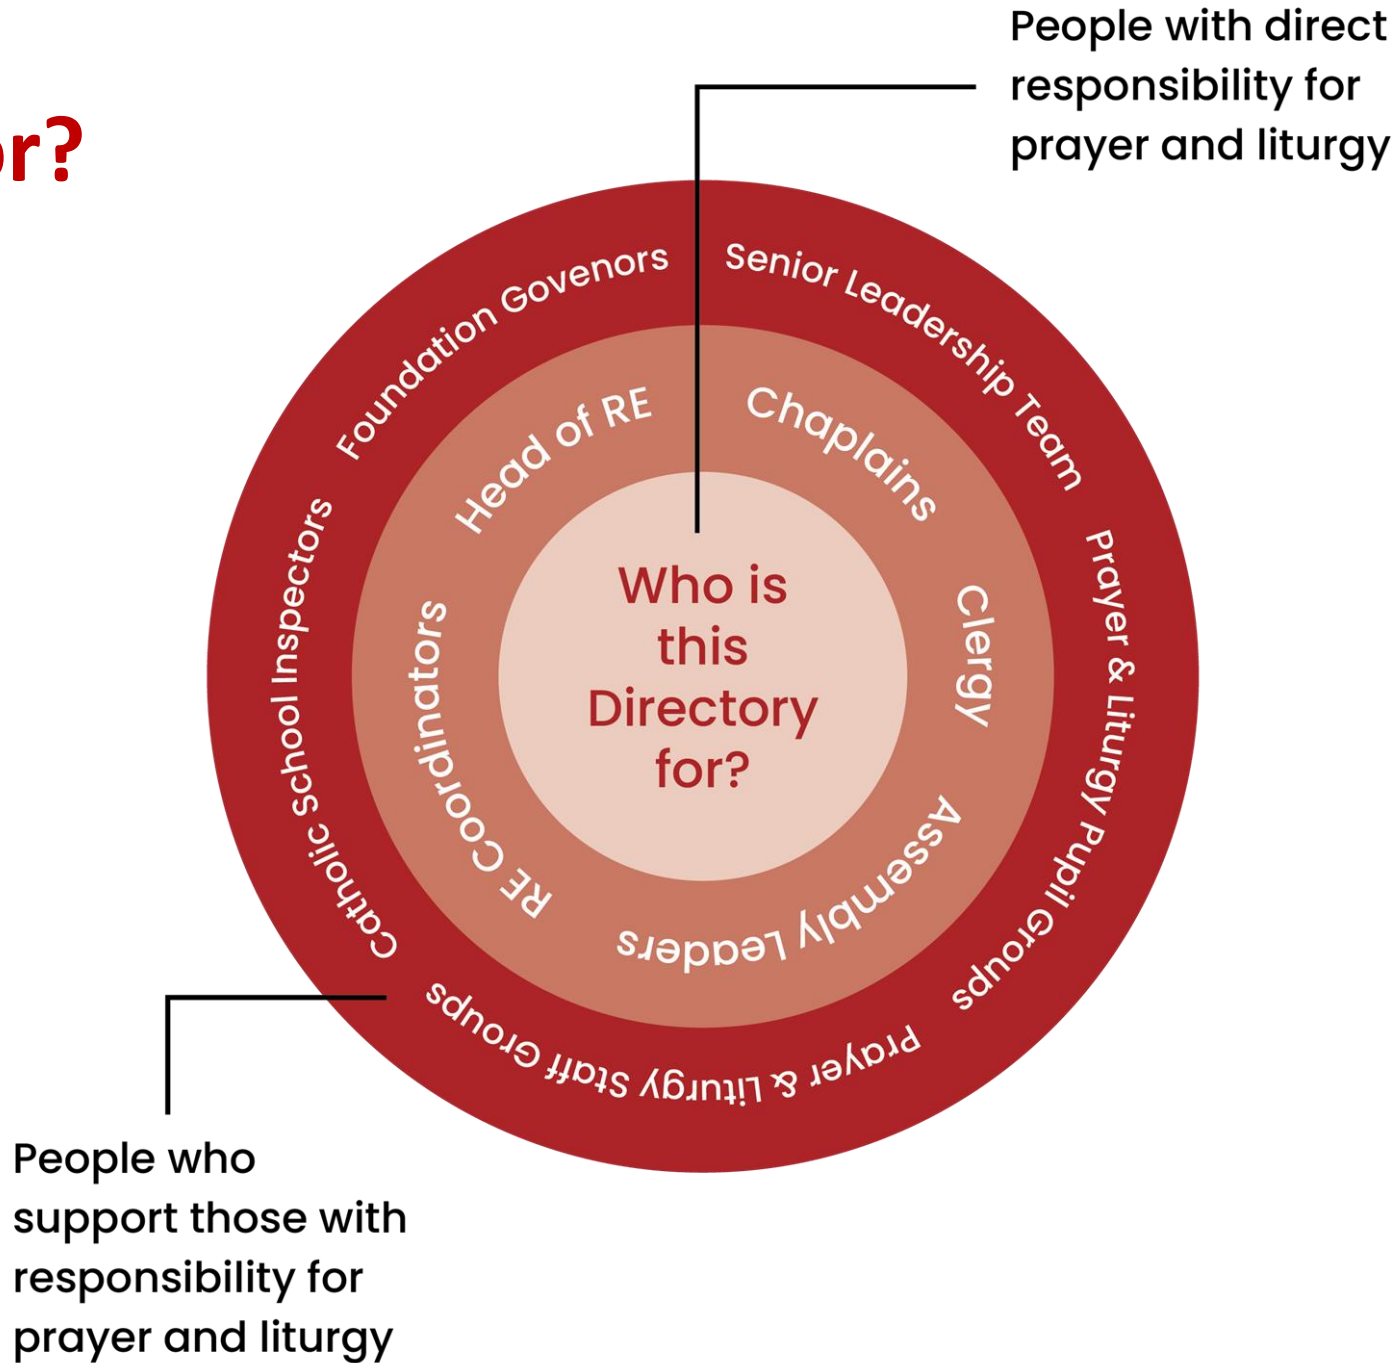 or?
People with direct
responsibility for
prayer and liturgy
Foundation Govenors
Senior Leadership Team
Prayer & Liturgy Pupil Groups
Prayer & Liturgy Staff Groups
Catholic School Inspectors
Head of RE
Chaplains
Clergy
Assembly Leaders
RE Coordinators
Who is
this
Directory
for?
People who
support those with
responsibility for
prayer and liturgy